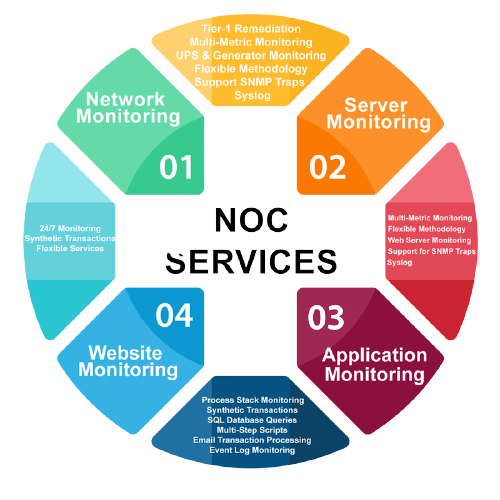 Tier-1 Remediation
Multi-Metric Monitoring
UPS & Generator Monitoring
Flexible Methodology
Support SNMP Traps
Syslog
Network
Monitoring
01
Server
Monitoring
02
24/7 Monitoring
Synthetic Transactions
Flexible Services
NOC
SERVICES
Multi-Metric Monitoring
Flexible Methodology
Web Server Monitoring
Support for SNMP Traps
Syslog
04
Website
Monitoring
03
Application
Monitoring
Process Stack Monitoring
Synthetic Transactions
SQL Database Queries
Multi-Step Scripts
Email Transaction Processing
Event Log Monitoring